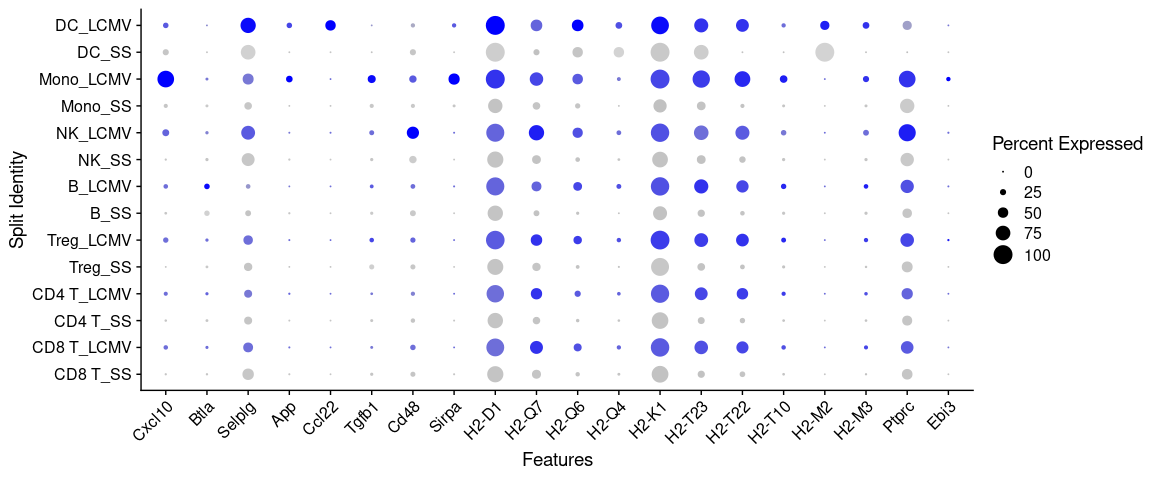 Split Identity
DC_LCMV
DC_SS
Mono_LCMV
Mono_SS
NK_LCMV
NK_SS
B_LCMV
B_SS
Treg_LCMV
Treg_SS
CD4 T_LCMV
CD4 T_SS
CD8 T_LCMV
CD8 T_SS
Cxcl10
Btla
Selplg
App
Ccl22
Tgfb1
Cd48
Sirpa
H2-D1
H2-Q7
H2-Q6
H2-Q4
H2-K1
H2-T23
H2-T22
H2-T10
H2-M2
H2-M3
Ptprc
Ebi3
Features
Percent Expressed
0
25
50
75
100